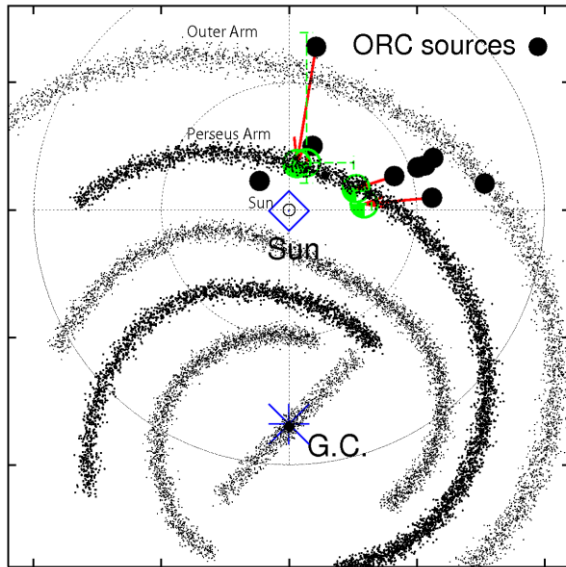 Outer Arm
ORC sources
Perseus Arm
Sun
Sun
G.C.